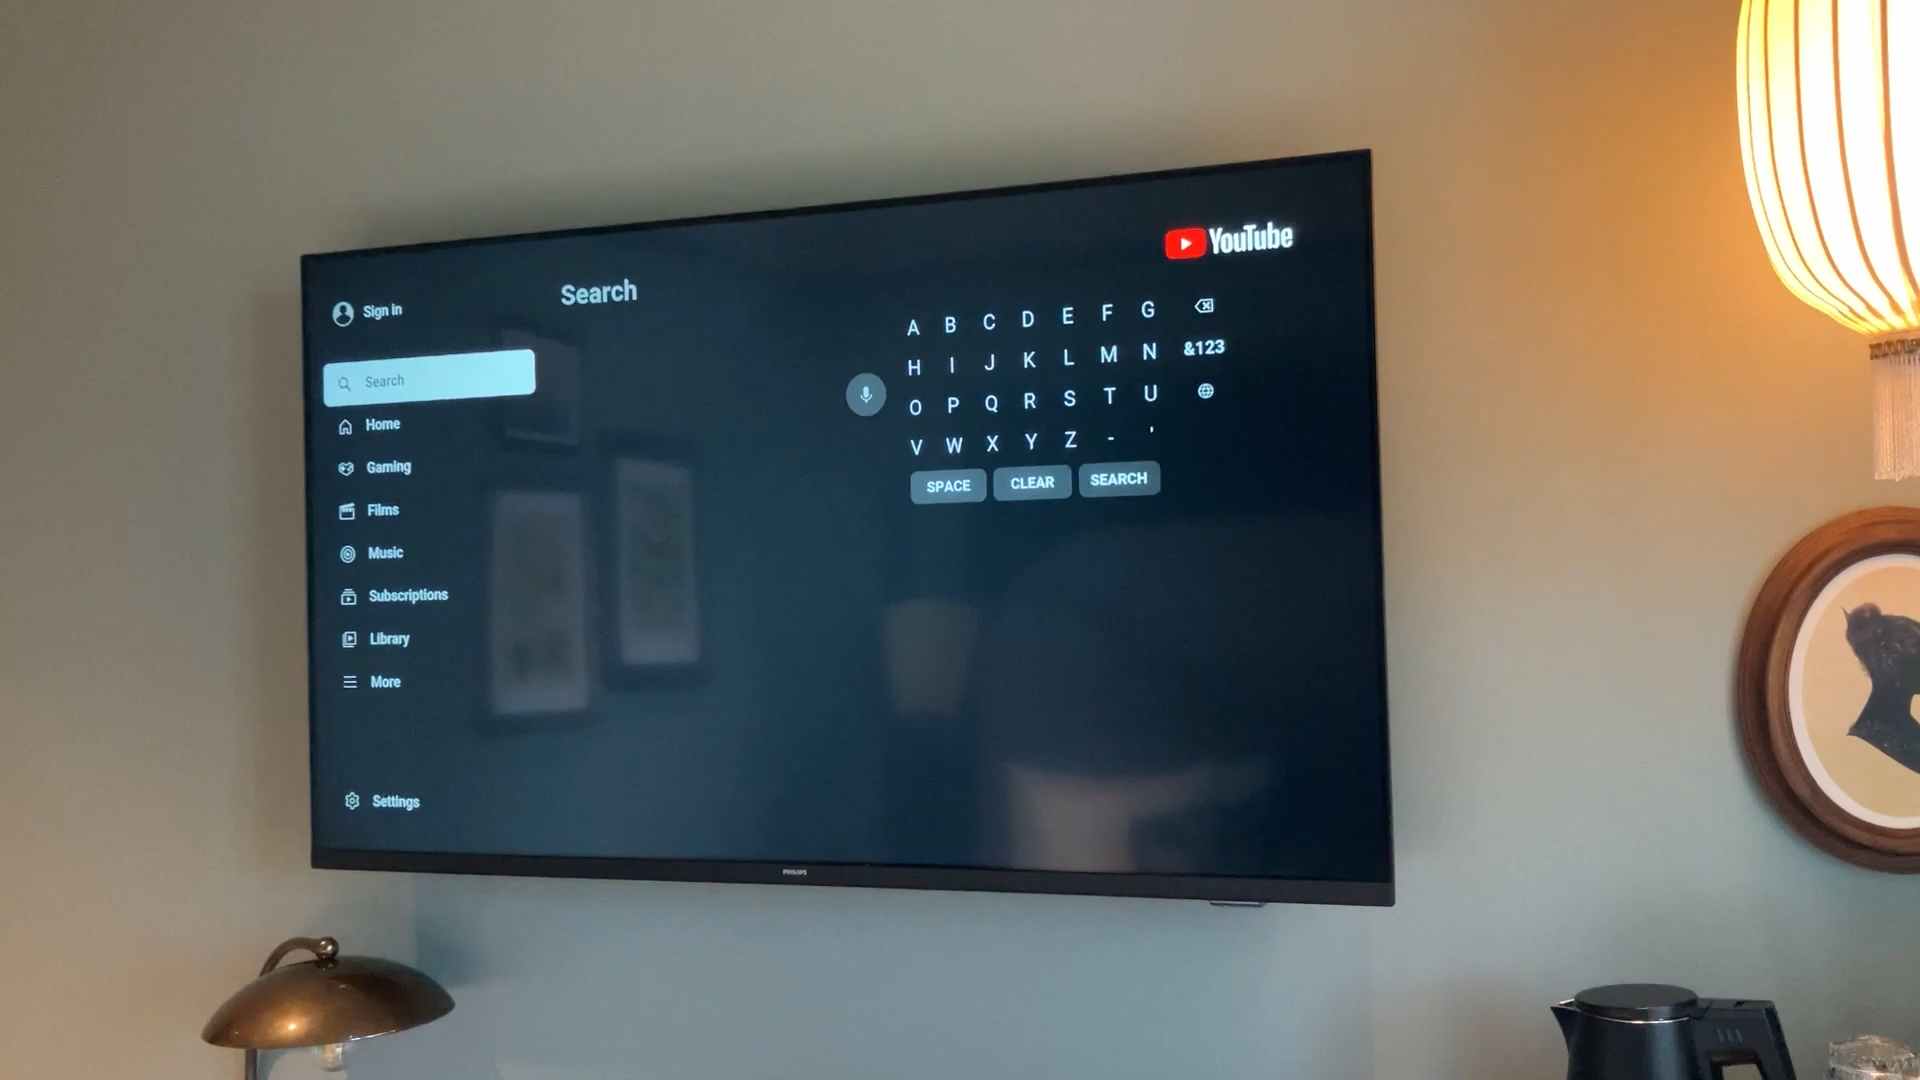 YouTube
Sign in
Search
Search
Home
Gaming
Films
Music
Subscriptions
Library
More
Settings
A B C D E F G
H I J K L M N &123
O P Q R S T U
V W X Y Z - '
SPACE CLEAR SEARCH
PHILIPS